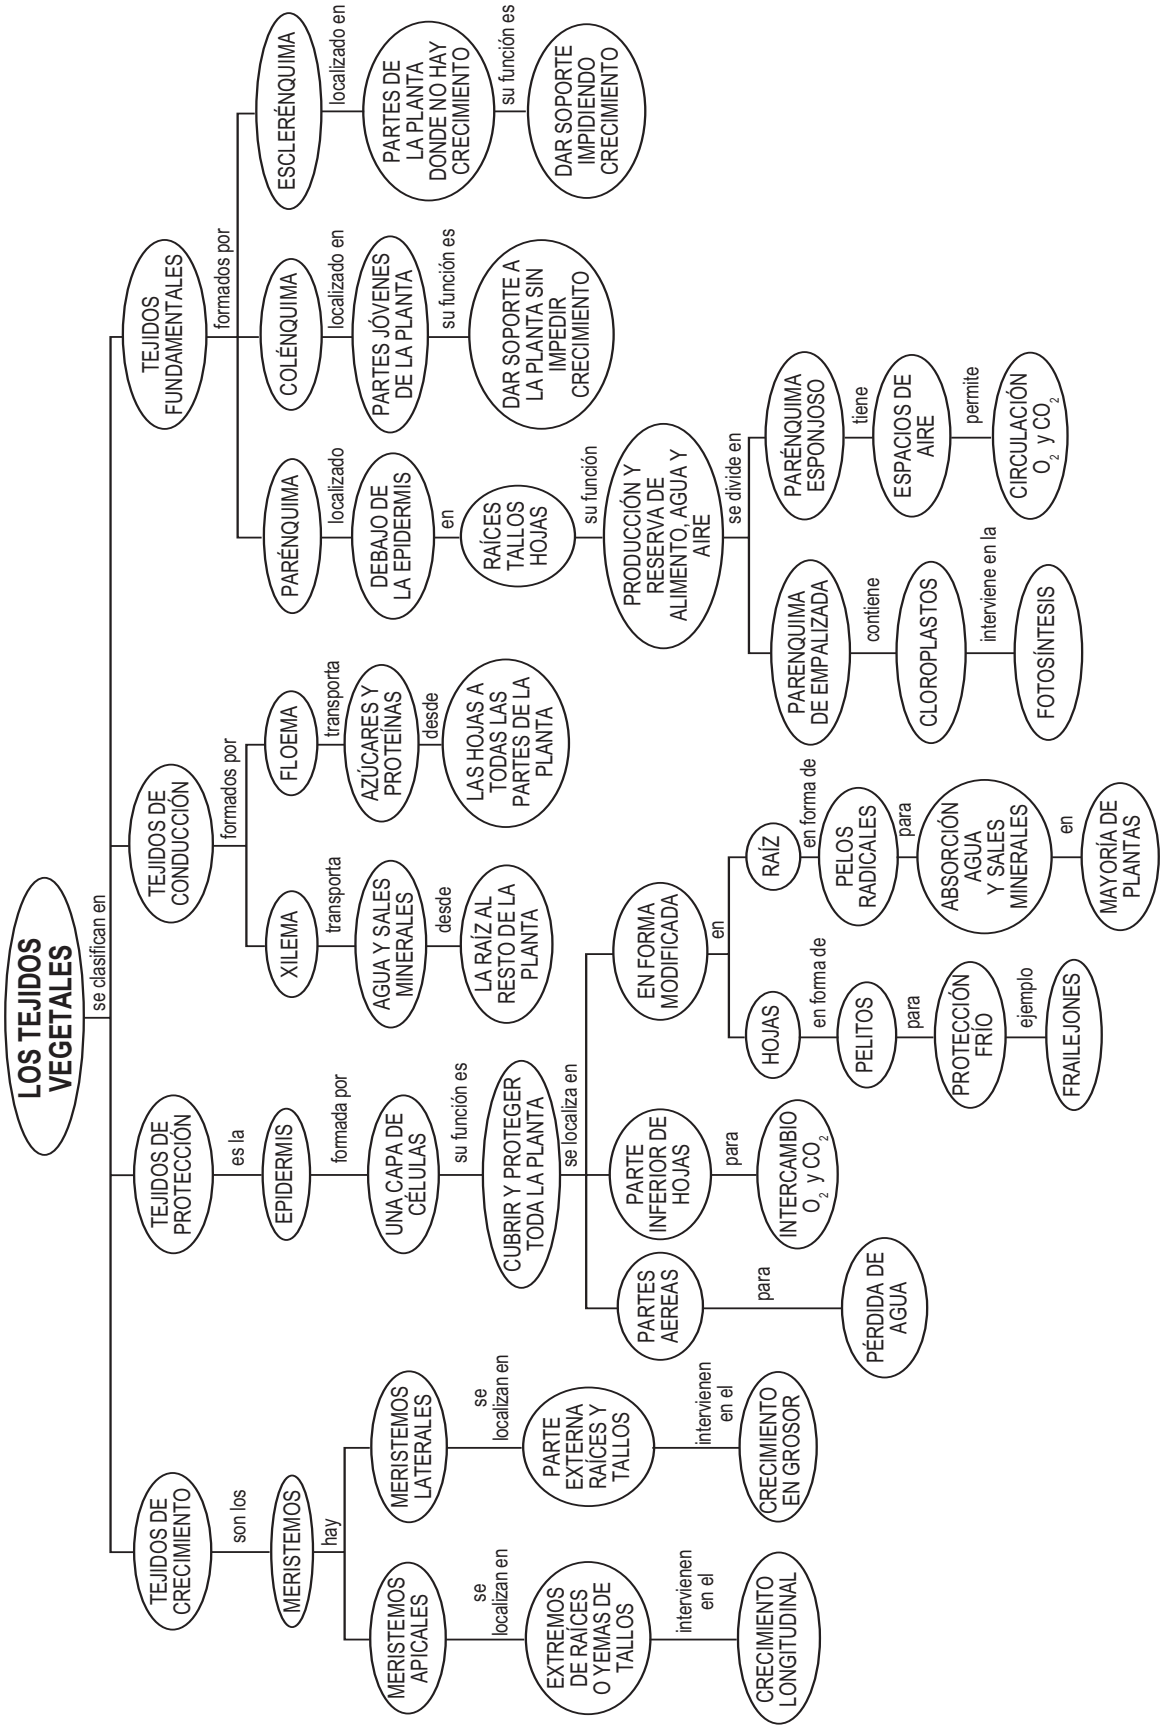 LOS TEJIDOS
VEGETALES
se clasifican en
TEJIDOS DE
CRECIMIENTO
son los
MERISTEMOS
hay
MERISTEMOS
APICALES
se
localizan en
EXTREMOS
DE RAÍCES
O YEMAS DE
TALLOS
intervienen
en el
CRECIMIENTO
LONGITUDINAL
MERISTEMOS
LATERALES
se
localizan en
PARTE
EXTERNA
RAÍCES Y
TALLOS
intervienen
en el
CRECIMIENTO
EN GROSOR
TEJIDOS DE
PROTECCIÓN
es la
EPIDERMIS
formada por
UNA CAPA DE
CÉLULAS
su función es
CUBRIR Y PROTEGER
TODA LA PLANTA
se localiza en
PARTES
AEREAS
para
PÉRDIDA DE
AGUA
PARTE
INFERIOR DE
HOJAS
para
INTERCAMBIO
O₂ y CO₂
EN FORMA
MODIFICADA
en
HOJAS
en forma de
PELITOS
para
PROTECCIÓN
FRÍO
ejemplo
FRAILEJONES
RAÍZ
en forma de
PELOS
RADICALES
para
ABSORCIÓN
AGUA
Y SALES
MINERALES
en
MAYORÍA DE
PLANTAS
TEJIDOS DE
CONDUCCIÓN
formados por
XILEMA
transporta
AGUA Y SALES
MINERALES
desde
LA RAÍZ AL
RESTO DE LA
PLANTA
FLOEMA
transporta
AZÚCARES Y
PROTEÍNAS
desde
LAS HOJAS A
TODAS LAS
PARTES DE LA
PLANTA
TEJIDOS
FUNDAMENTALES
formados por
PARÉNQUIMA
localizado
DEBAJO DE
LA EPIDERMIS
en
RAÍCES
TALLOS
HOJAS
su función
PRODUCCIÓN Y
RESERVA DE
ALIMENTO, AGUA Y
AIRE
se divide en
PARENQUIMA
DE EMPALIZADA
contiene
CLOROPLASTOS
interviene en la
FOTOSÍNTESIS
PARÉNQUIMA
ESPONJOSO
tiene
ESPACIOS DE
AIRE
permite
CIRCULACIÓN
O₂ y CO₂
COLÉNQUIMA
localizado en
PARTES JÓVENES
DE LA PLANTA
su función es
DAR SOPORTE A
LA PLANTA SIN
IMPEDIR
CRECIMIENTO
ESCLERÉNQUIMA
localizado en
PARTES DE
LA PLANTA
DONDE NO HAY
CRECIMIENTO
su función es
DAR SOPORTE
IMPIDIENDO
CRECIMIENTO